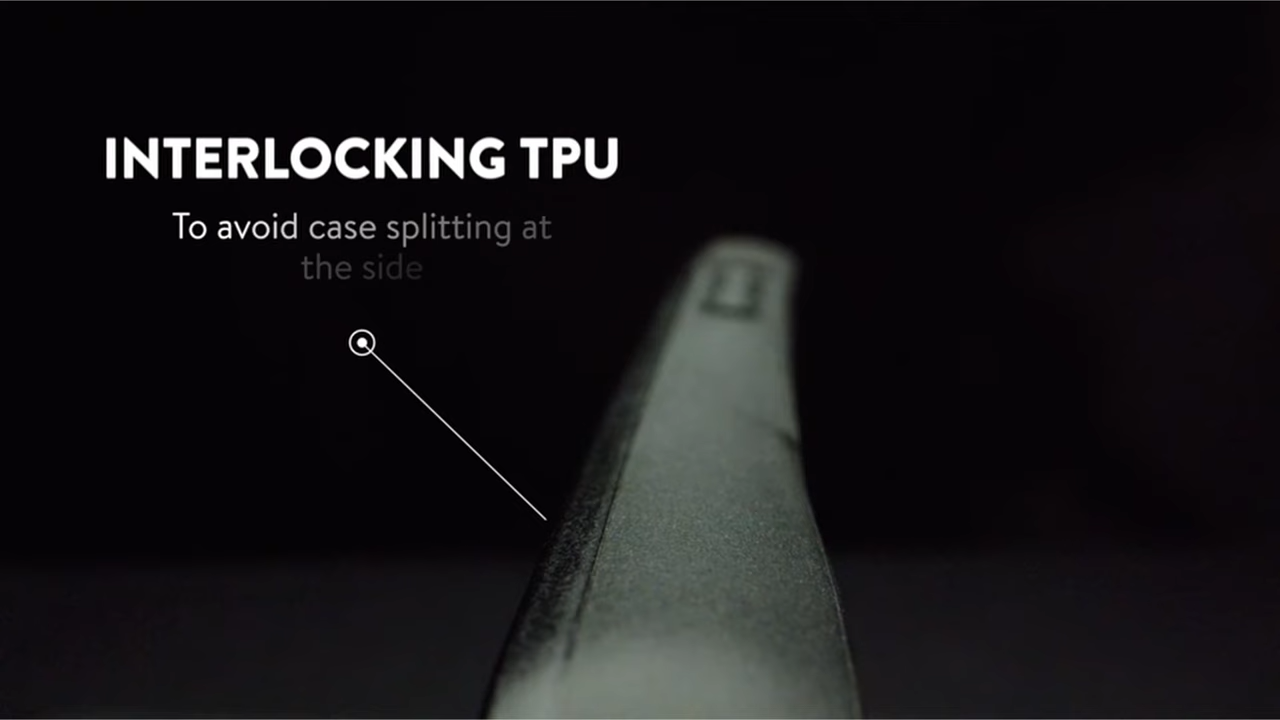 INTERLOCKING TPU
To avoid case splitting at
the side